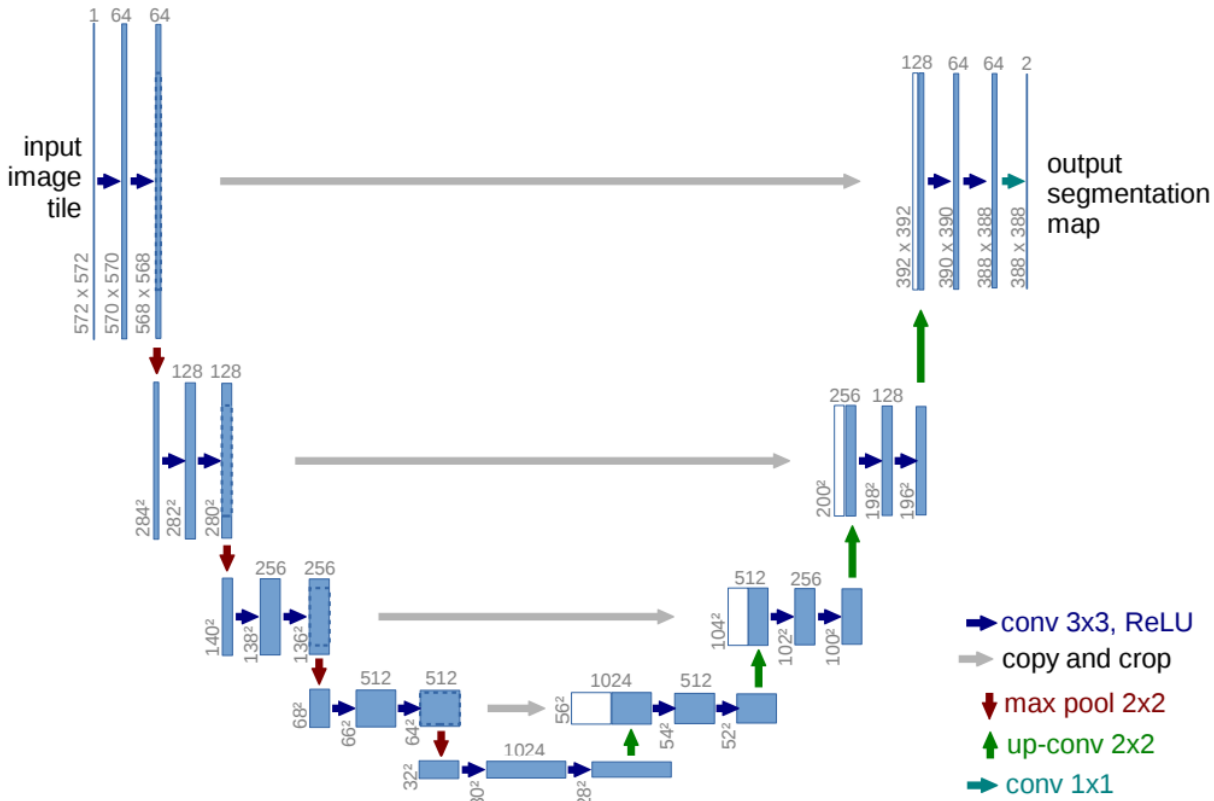 1 64 64
input
image
tile
572 x 572
570 x 570
568 x 568
128 64 64 2
output
segmentation
map
392 x 392
390 x 390
388 x 388
388 x 388
128 128
284²
282²
280²
256 128
200²
198²
196²
256 256
140²
138²
136²
512 256
104²
102²
100²
512 512
68²
66²
64²
1024 512
56²
54²
52²
1024
32²
30²
28²
conv 3x3, ReLU
copy and crop
max pool 2x2
up-conv 2x2
conv 1x1